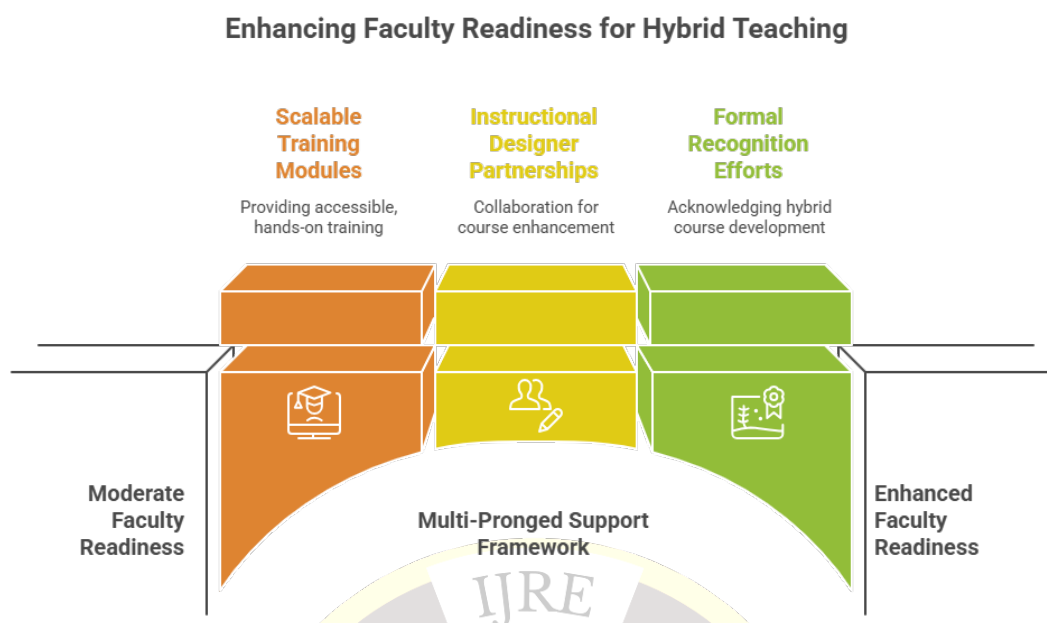 Enhancing Faculty Readiness for Hybrid Teaching
Scalable
Training
Modules
Providing accessible,
hands-on training
Instructional
Designer
Partnerships
Collaboration for
course enhancement
Formal
Recognition
Efforts
Acknowledging hybrid
course development
Moderate
Faculty
Readiness
Multi-Pronged Support
Framework
Enhanced
Faculty
Readiness
IJRE